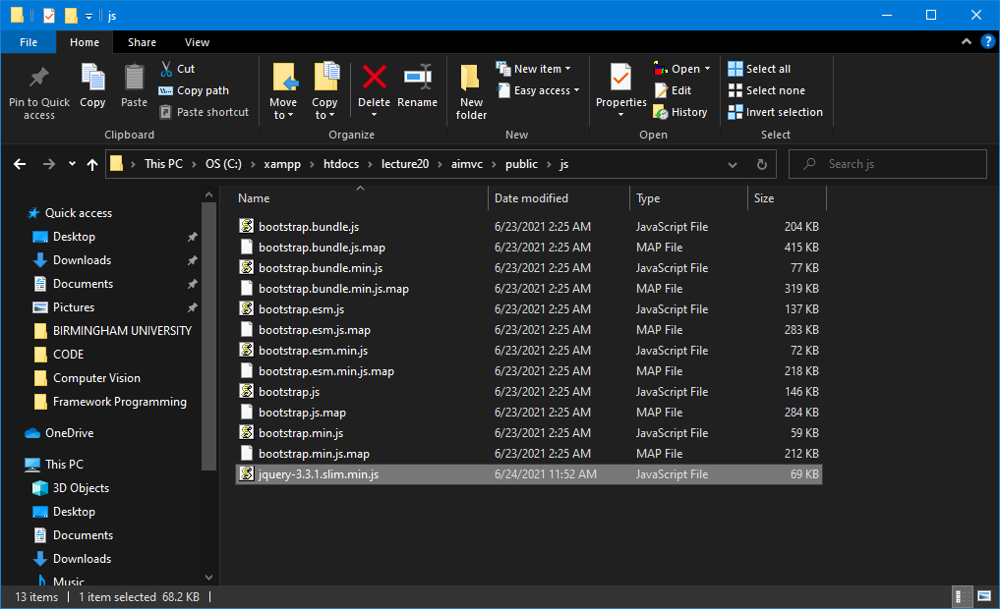 js
File Home Share View
Pin to Quick access
Copy
Paste
Cut
Copy path
Paste shortcut
Clipboard
Move to
Copy to
Delete
Rename
Organize
New folder
New item
Easy access
New
Properties
Open
Edit
History
Open
Select all
Select none
Invert selection
Select
This PC > OS (C:) > xampp > htdocs > lecture20 > aimvc > public > js
Search js
Quick access
Desktop
Downloads
Documents
Pictures
BIRMINGHAM UNIVERSITY
CODE
Computer Vision
Framework Programming
OneDrive
This PC
3D Objects
Desktop
Documents
Downloads
Music
Name Date modified Type Size
bootstrap.bundle.js 6/23/2021 2:25 AM JavaScript File 204 KB
bootstrap.bundle.js.map 6/23/2021 2:25 AM MAP File 415 KB
bootstrap.bundle.min.js 6/23/2021 2:25 AM JavaScript File 77 KB
bootstrap.bundle.min.js.map 6/23/2021 2:25 AM MAP File 319 KB
bootstrap.esm.js 6/23/2021 2:25 AM JavaScript File 137 KB
bootstrap.esm.js.map 6/23/2021 2:25 AM MAP File 283 KB
bootstrap.esm.min.js 6/23/2021 2:25 AM JavaScript File 72 KB
bootstrap.esm.min.js.map 6/23/2021 2:25 AM MAP File 218 KB
bootstrap.js 6/23/2021 2:25 AM JavaScript File 146 KB
bootstrap.js.map 6/23/2021 2:25 AM MAP File 284 KB
bootstrap.min.js 6/23/2021 2:25 AM JavaScript File 59 KB
bootstrap.min.js.map 6/23/2021 2:25 AM MAP File 212 KB
jquery-3.3.1.slim.min.js 6/24/2021 11:52 AM JavaScript File 69 KB
13 items 1 item selected 68.2 KB